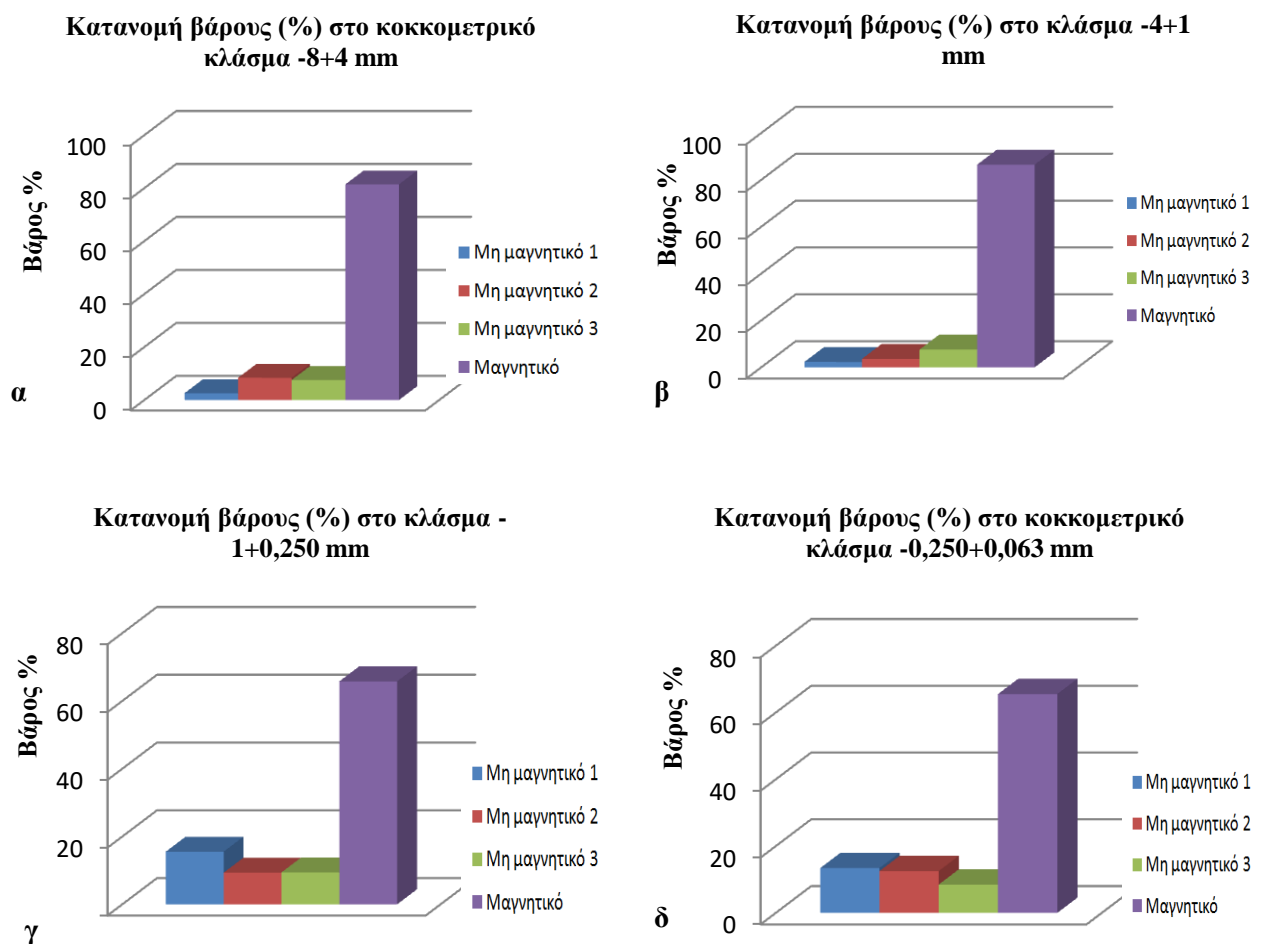 Κατανομή βάρους (%) στο κοκκομετρικό
κλάσμα -8+4 mm
Βάρος %
100
80
60
40
20
0
Μη μαγνητικό 1
Μη μαγνητικό 2
Μη μαγνητικό 3
Μαγνητικό
α
Κατανομή βάρους (%) στο κλάσμα -4+1
mm
Βάρος %
100
80
60
40
20
0
Μη μαγνητικό 1
Μη μαγνητικό 2
Μη μαγνητικό 3
Μαγνητικό
β
Κατανομή βάρους (%) στο κλάσμα -
1+0,250 mm
Βάρος %
80
60
40
20
Μη μαγνητικό 1
Μη μαγνητικό 2
Μη μαγνητικό 3
Μαγνητικό
γ
Κατανομή βάρους (%) στο κοκκομετρικό
κλάσμα -0,250+0,063 mm
Βάρος %
80
60
40
20
0
Μη μαγνητικό 1
Μη μαγνητικό 2
Μη μαγνητικό 3
Μαγνητικό
δ